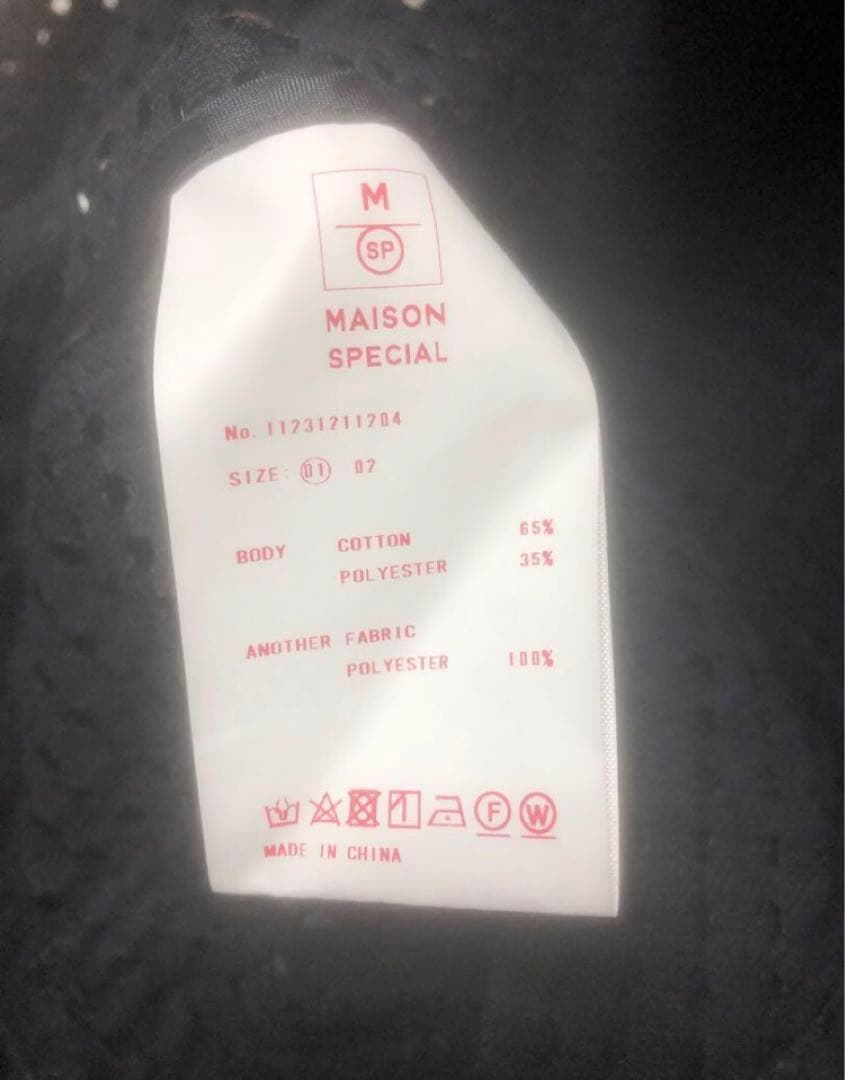 M
SP
MAISON
SPECIAL
No. 11231211204
SIZE: 01 02
BODY COTTON 65%
POLYESTER 35%
ANOTHER FABRIC
POLYESTER 100%
F W
MADE IN CHINA